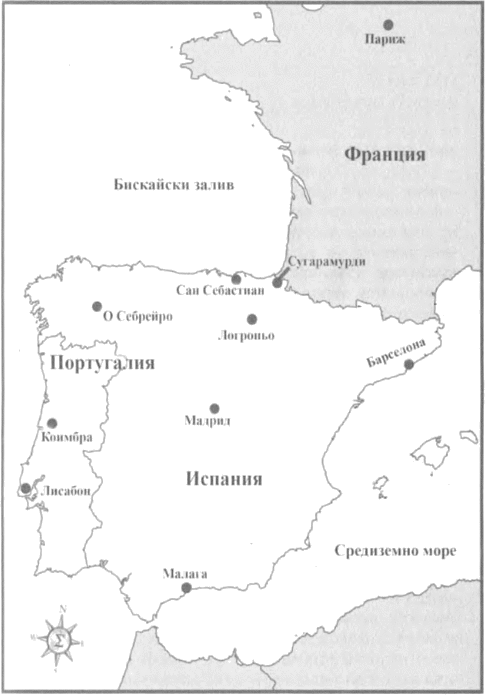 Париж
Франция
Бискайски залив
Сугарамурди
Сан Себастиан
О Себрейро
Логроньо
Португалия
Барселона
Мадрид
Коимбра
Испания
Лисабон
Средиземно море
Малага
N
W
E
Σ
S